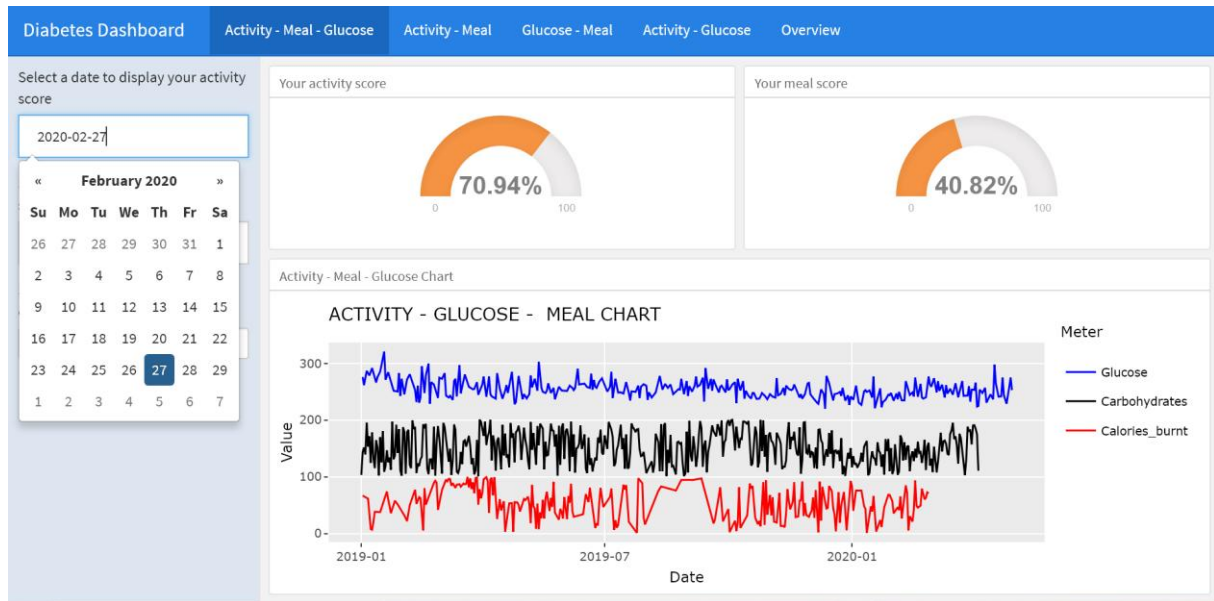 Diabetes Dashboard
Activity - Meal - Glucose
Activity - Meal
Glucose - Meal
Activity - Glucose
Overview
Select a date to display your activity
score
2020-02-27
« February 2020 »
Su Mo Tu We Th Fr Sa
26 27 28 29 30 31 1
2 3 4 5 6 7 8
9 10 11 12 13 14 15
16 17 18 19 20 21 22
23 24 25 26 27 28 29
1 2 3 4 5 6 7
Your activity score
70.94%
0 100
Your meal score
40.82%
0 100
Activity - Meal - Glucose Chart
ACTIVITY - GLUCOSE - MEAL CHART
Value
300
200
100
0
2019-01 2019-07 2020-01
Date
Meter
Glucose
Carbohydrates
Calories_burnt